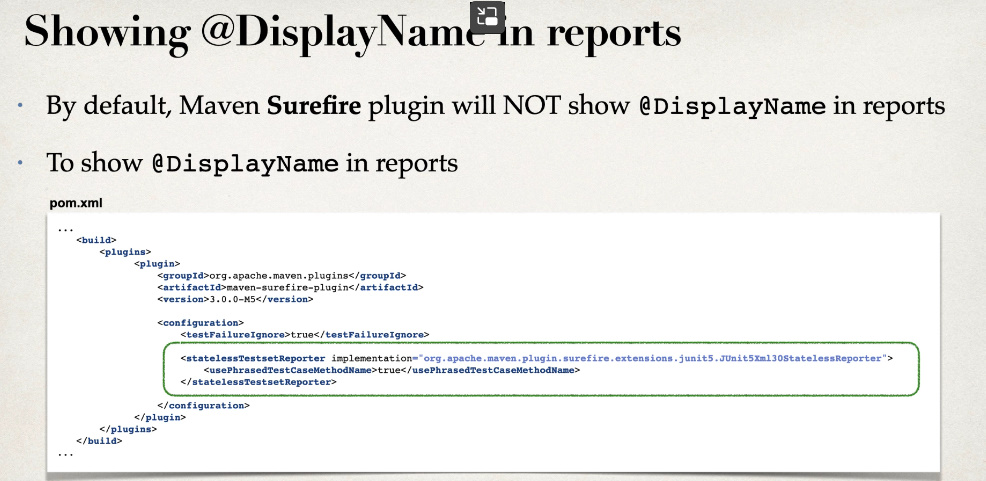 Showing @DisplayName in reports
• By default, Maven Surefire plugin will NOT show @DisplayName in reports
• To show @DisplayName in reports
pom.xml
...
<build>
<plugins>
<plugin>
<groupId>org.apache.maven.plugins</groupId>
<artifactId>maven-surefire-plugin</artifactId>
<version>3.0.0-M5</version>
<configuration>
<testFailureIgnore>true</testFailureIgnore>
<statelessTestsetReporter implementation="org.apache.maven.plugin.surefire.extensions.junit5.JUnit5Xml30StatelessReporter">
<usePhrasedTestCaseMethodName>true</usePhrasedTestCaseMethodName>
</statelessTestsetReporter>
</configuration>
</plugin>
</plugins>
</build>
...